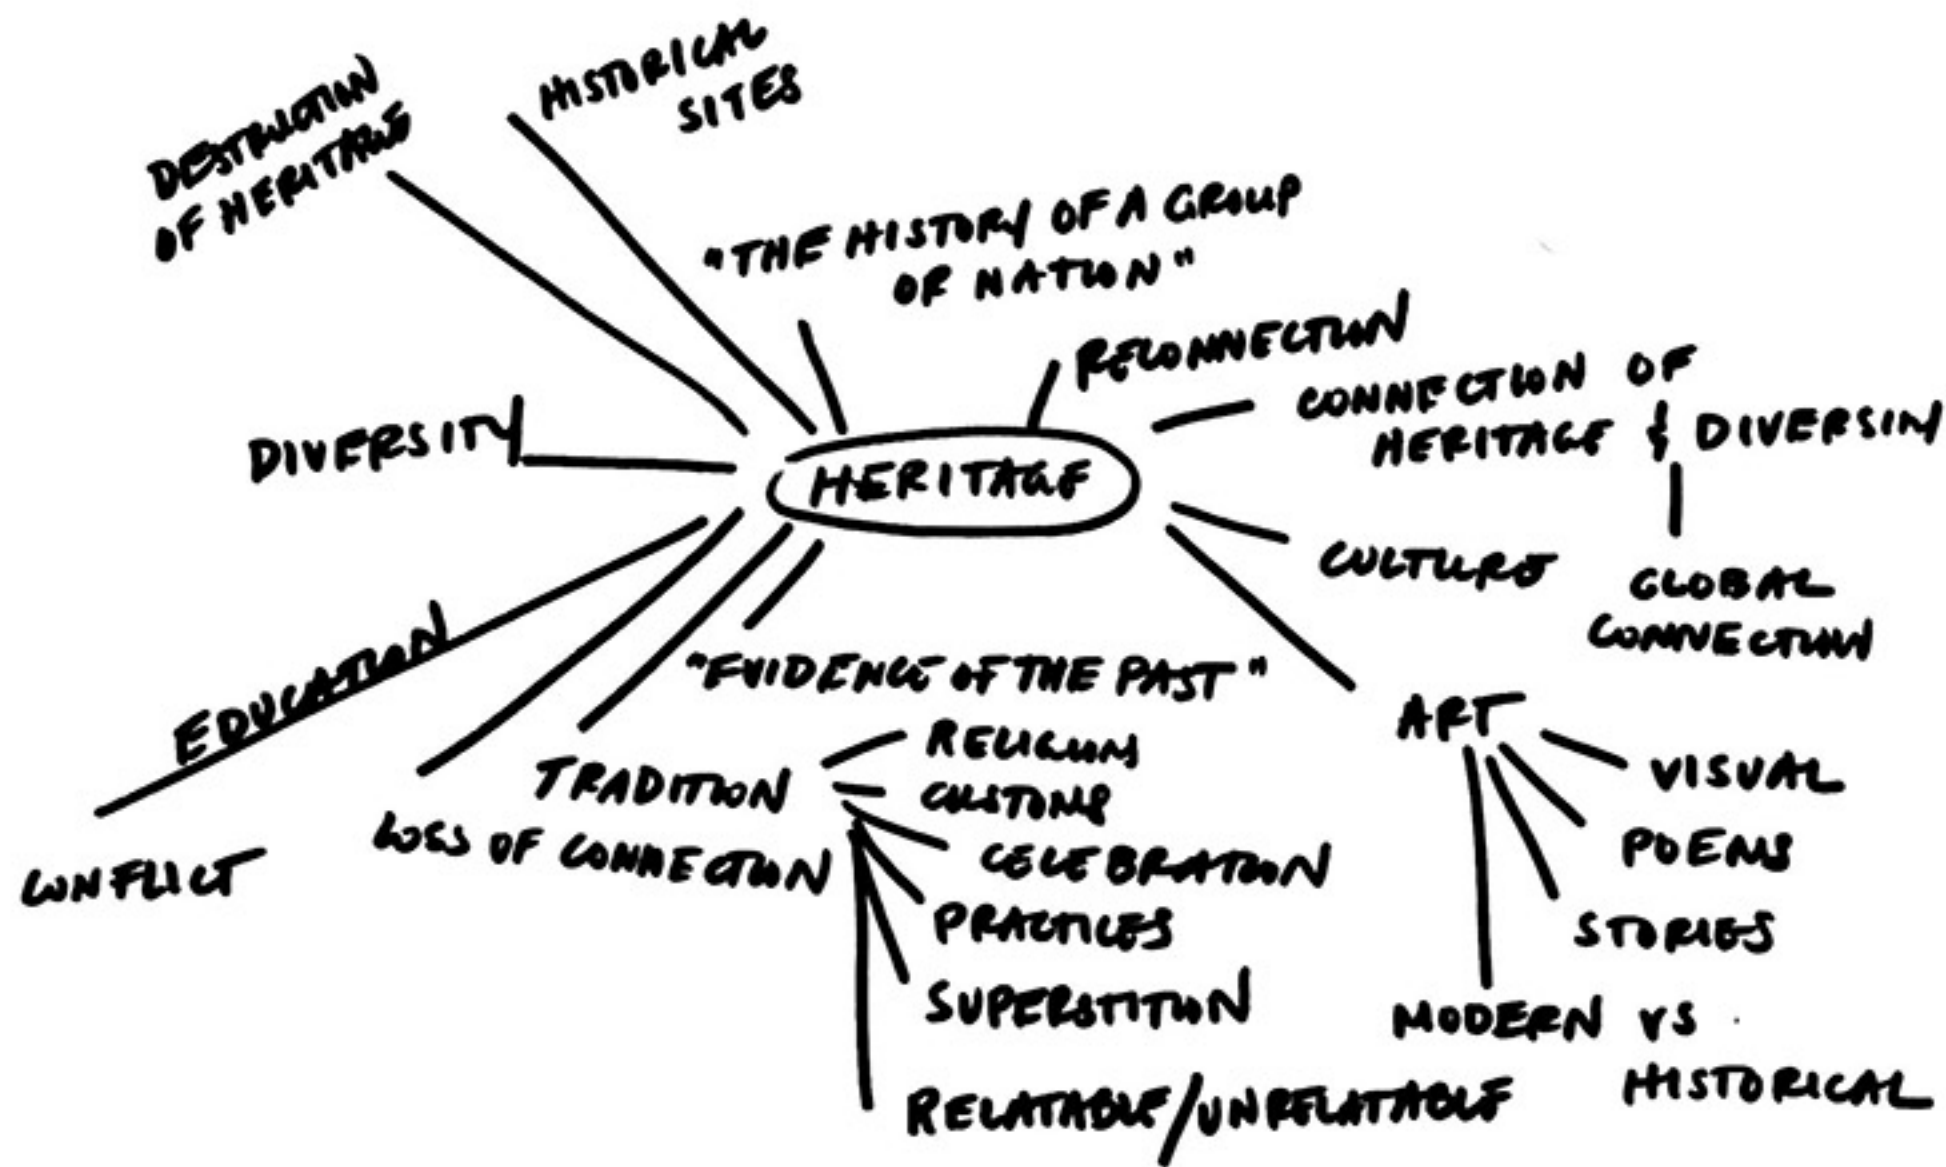 HISTORICAL
SITES
DESTRUCTION
OF HERITAGE
"THE HISTORY OF A GROUP
OR NATION"
RECONNECTION
CONNECTION OF
HERITAGE & DIVERSITY
GLOBAL
CONNECTION
DIVERSITY
HERITAGE
CULTURE
EDUCATION
CONFLICT
"EVIDENCE OF THE PAST"
LOSS OF CONNECTION
TRADITION
RELIGION
CUSTOMS
CELEBRATION
PRACTICES
SUPERSTITION
RELATABLE/UNRELATABLE
ART
VISUAL
POEMS
STORIES
MODERN VS
HISTORICAL